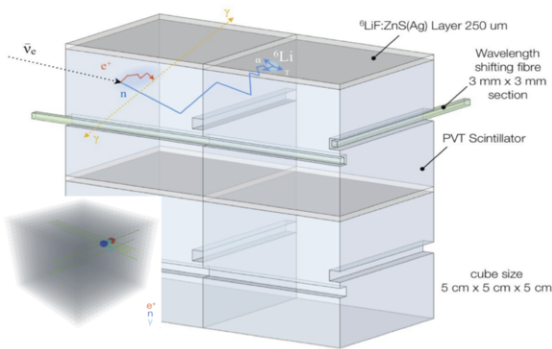 γ
⁶LiF:ZnS(Ag) Layer 250 um
ν̄ₑ
e⁺
n
α
⁶Li
τ
Wavelength
shifting fibre
3 mm x 3 mm
section
γ
PVT Scintillator
cube size
5 cm x 5 cm x 5 cm
e⁺
n
γ